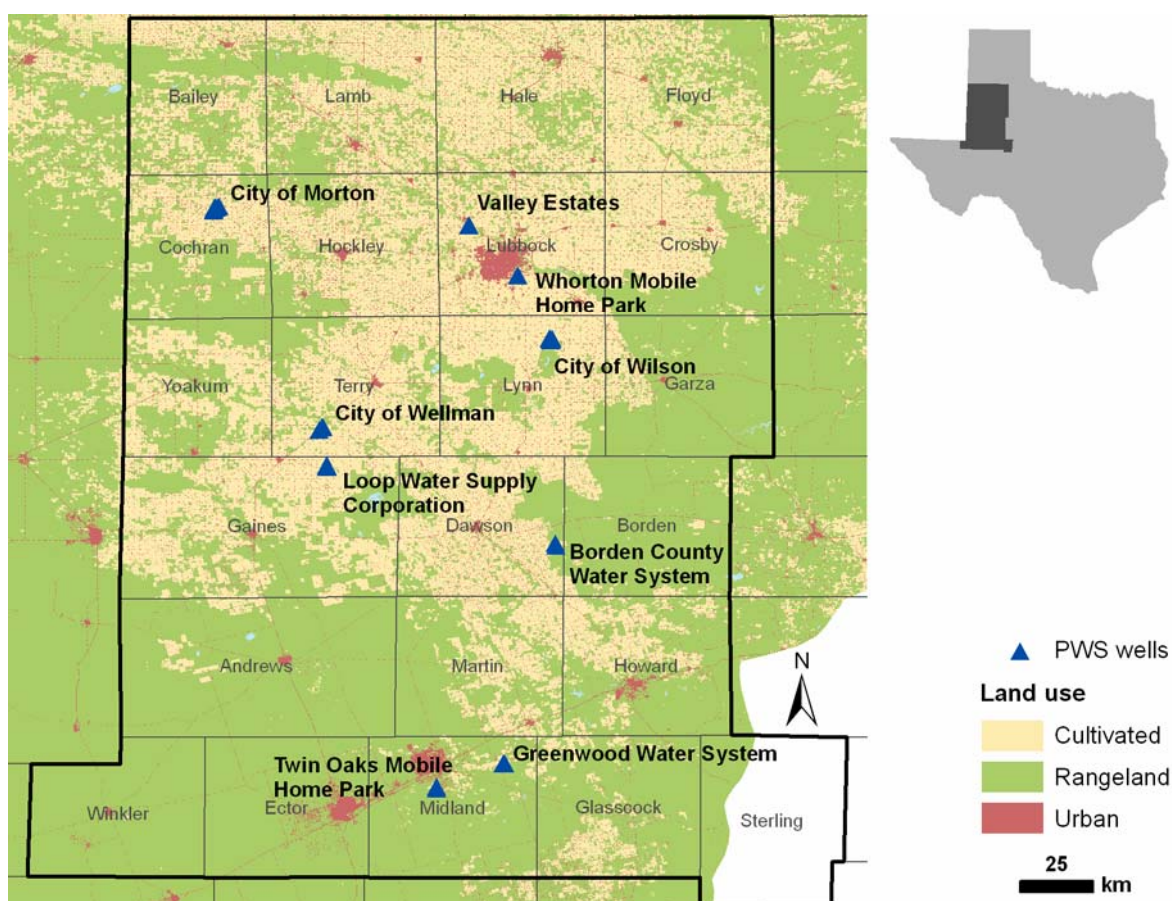 Bailey
Lamb
Hale
Floyd
City of Morton
Valley Estates
Cochran
Hockley
Lubbock
Crosby
Whorton Mobile
Home Park
City of Wilson
Yoakum
Terry
Lynn
Garza
City of Wellman
Loop Water Supply
Corporation
Gaines
Dawson
Borden
Borden County
Water System
Andrews
Martin
Howard
N
PWS wells
Land use
Cultivated
Rangeland
Urban
25
km
Greenwood Water System
Twin Oaks Mobile
Home Park
Winkler
Ector
Midland
Glasscock
Sterling